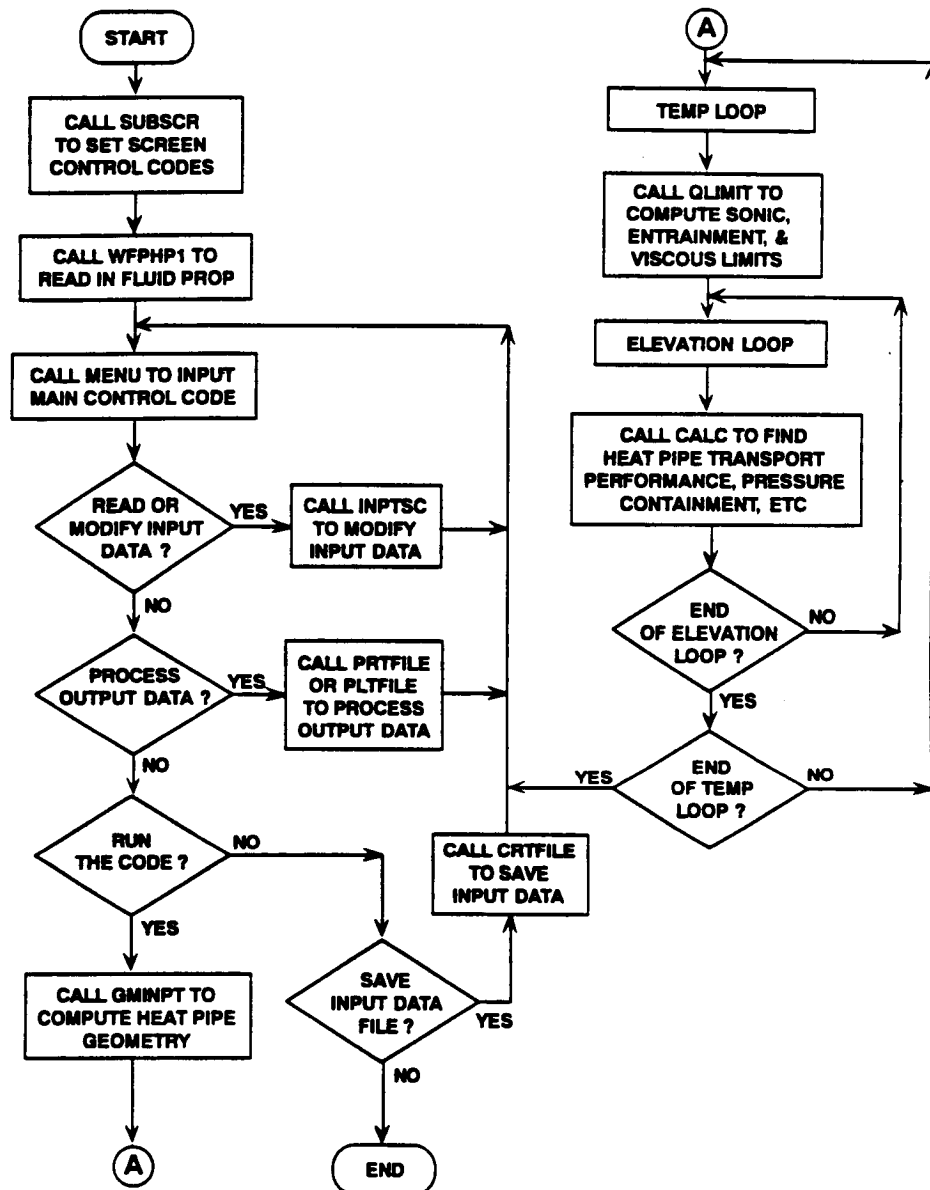 START
CALL SUBSCR
TO SET SCREEN
CONTROL CODES
CALL WFPHP1 TO
READ IN FLUID PROP
CALL MENU TO INPUT
MAIN CONTROL CODE
READ OR
MODIFY INPUT
DATA ?
YES
CALL INPTSC
TO MODIFY
INPUT DATA
NO
PROCESS
OUTPUT DATA ?
YES
CALL PRTFILE
OR PLTFILE
TO PROCESS
OUTPUT DATA
NO
RUN
THE CODE ?
NO
YES
CALL GMINPT TO
COMPUTE HEAT PIPE
GEOMETRY
A
SAVE
INPUT DATA
FILE ?
YES
CALL CRTFILE
TO SAVE
INPUT DATA
NO
END
A
TEMP LOOP
CALL QLIMIT TO
COMPUTE SONIC,
ENTRAINMENT, &
VISCOUS LIMITS
ELEVATION LOOP
CALL CALC TO FIND
HEAT PIPE TRANSPORT
PERFORMANCE, PRESSURE
CONTAINMENT, ETC
END
OF ELEVATION
LOOP ?
NO
YES
END
OF TEMP
LOOP ?
YES
NO